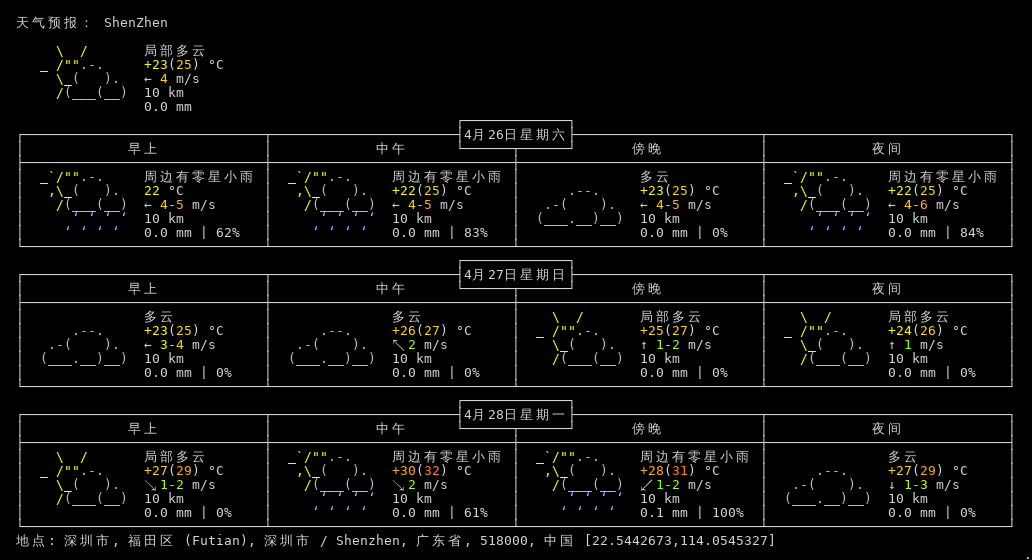 天气预报: ShenZhen
局部多云
+23(25) °C
← 4 m/s
10 km
0.0 mm
4月26日星期六
早上 中午 傍晚 夜间
周边有零星小雨 周边有零星小雨 多云 周边有零星小雨
22 °C +22(25) °C +23(25) °C +22(25) °C
← 4-5 m/s ← 4-5 m/s ← 4-5 m/s ← 4-6 m/s
10 km 10 km 10 km 10 km
0.0 mm | 62% 0.0 mm | 83% 0.0 mm | 0% 0.0 mm | 84%
4月27日星期日
早上 中午 傍晚 夜间
多云 多云 局部多云 局部多云
+23(25) °C +26(27) °C +25(27) °C +24(26) °C
← 3-4 m/s ↖ 2 m/s ↑ 1-2 m/s ↑ 1 m/s
10 km 10 km 10 km 10 km
0.0 mm | 0% 0.0 mm | 0% 0.0 mm | 0% 0.0 mm | 0%
4月28日星期一
早上 中午 傍晚 夜间
局部多云 周边有零星小雨 周边有零星小雨 多云
+27(29) °C +30(32) °C +28(31) °C +27(29) °C
↘ 1-2 m/s ↘ 2 m/s ↙ 1-2 m/s ↓ 1-3 m/s
10 km 10 km 10 km 10 km
0.0 mm | 0% 0.0 mm | 61% 0.1 mm | 100% 0.0 mm | 0%
地点: 深圳市, 福田区 (Futian), 深圳市 / Shenzhen, 广东省, 518000, 中国 [22.5442673,114.0545327]